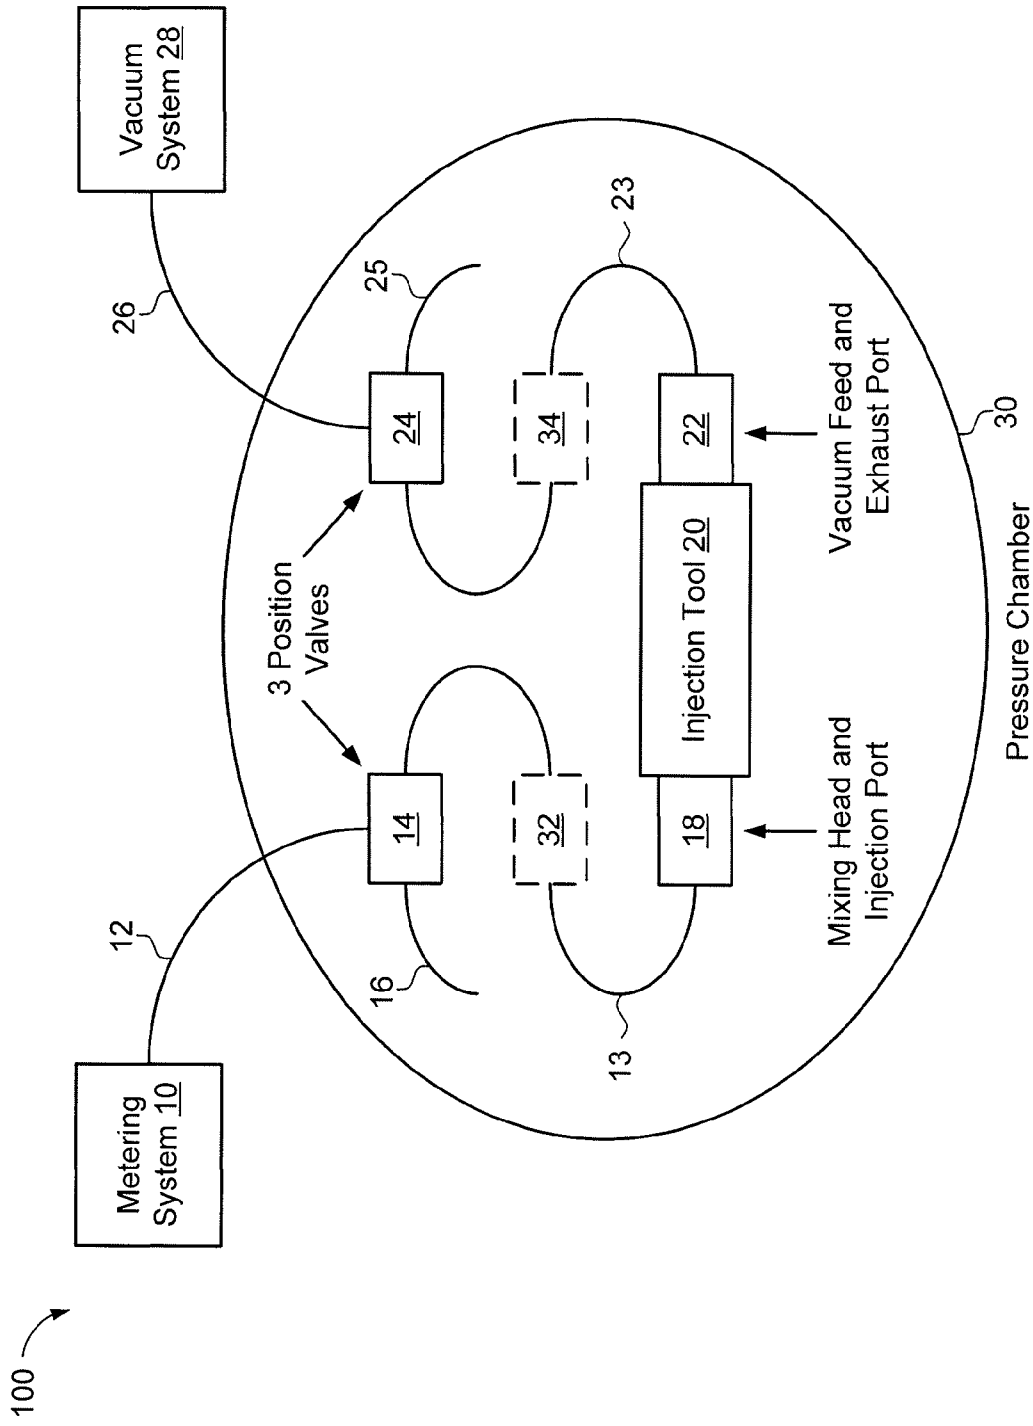 100
Metering
System 10
12
Vacuum
System 28
26
3 Position
Valves
14
16
24
25
32
34
13
23
18
Injection Tool 20
22
Mixing Head and
Injection Port
Vacuum Feed and
Exhaust Port
30
Pressure Chamber